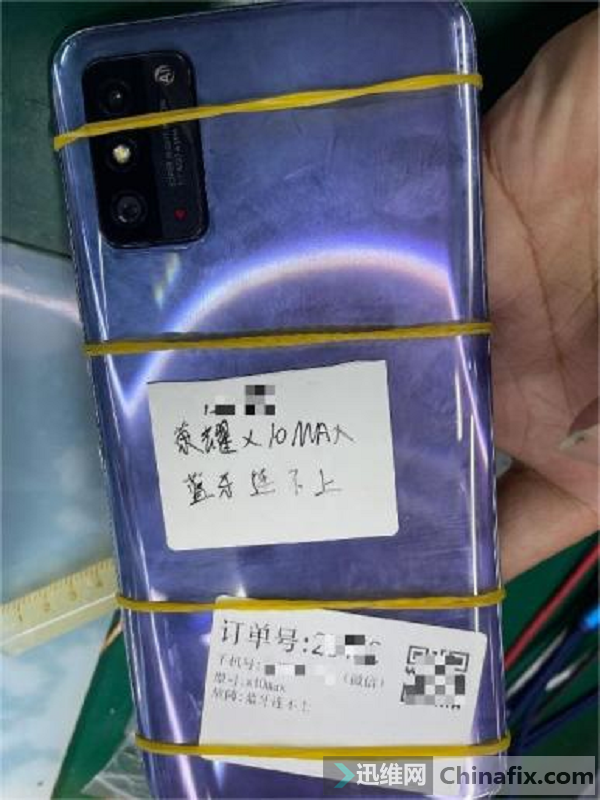 荣耀X10MAX
蓝牙连不上
订单号:2
手机号:
(微信)
型号:x10Max
故障:蓝牙连不上
迅维网 Chinafix.com